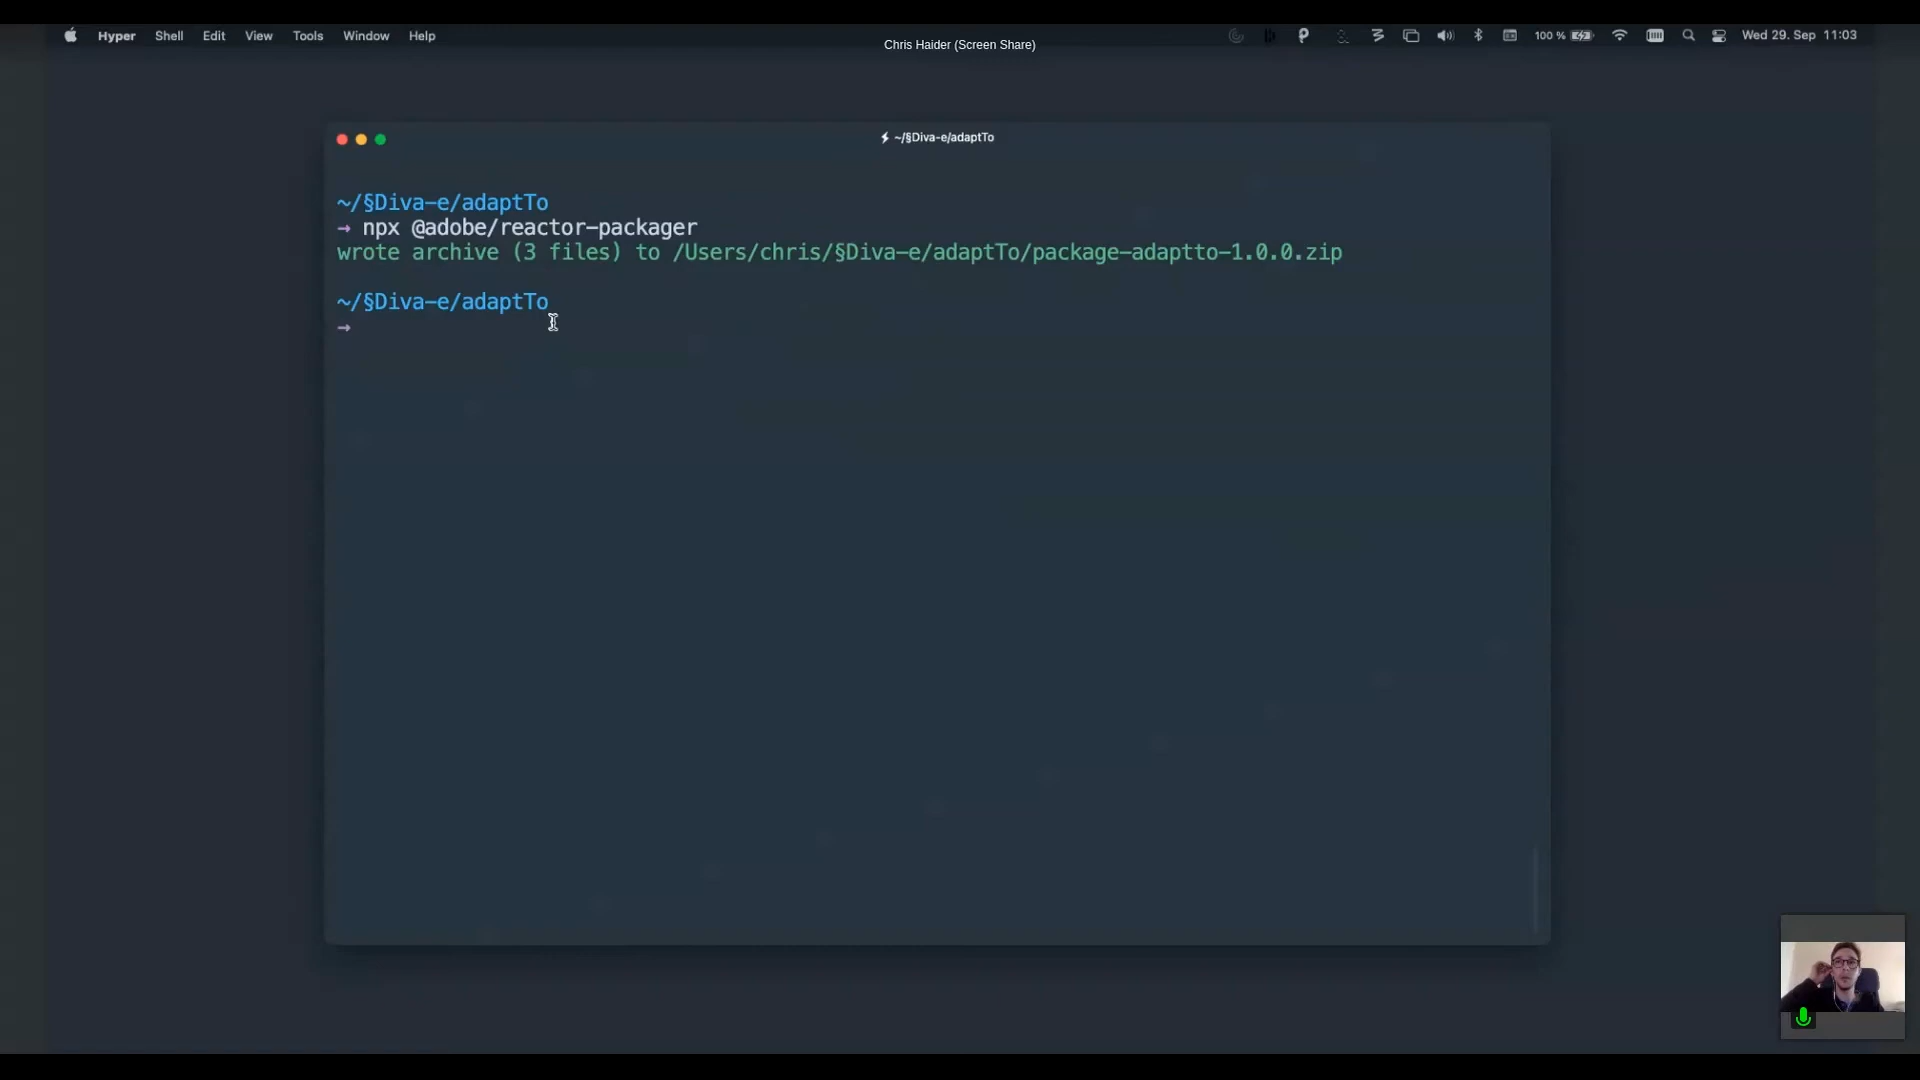 Hyper Shell Edit View Tools Window Help
Chris Haider (Screen Share)
100 % Wed 29. Sep 11:03
~/§Diva-e/adaptTo
~/§Diva-e/adaptTo
→ npx @adobe/reactor-packager
wrote archive (3 files) to /Users/chris/§Diva-e/adaptTo/package-adaptto-1.0.0.zip
~/§Diva-e/adaptTo
→